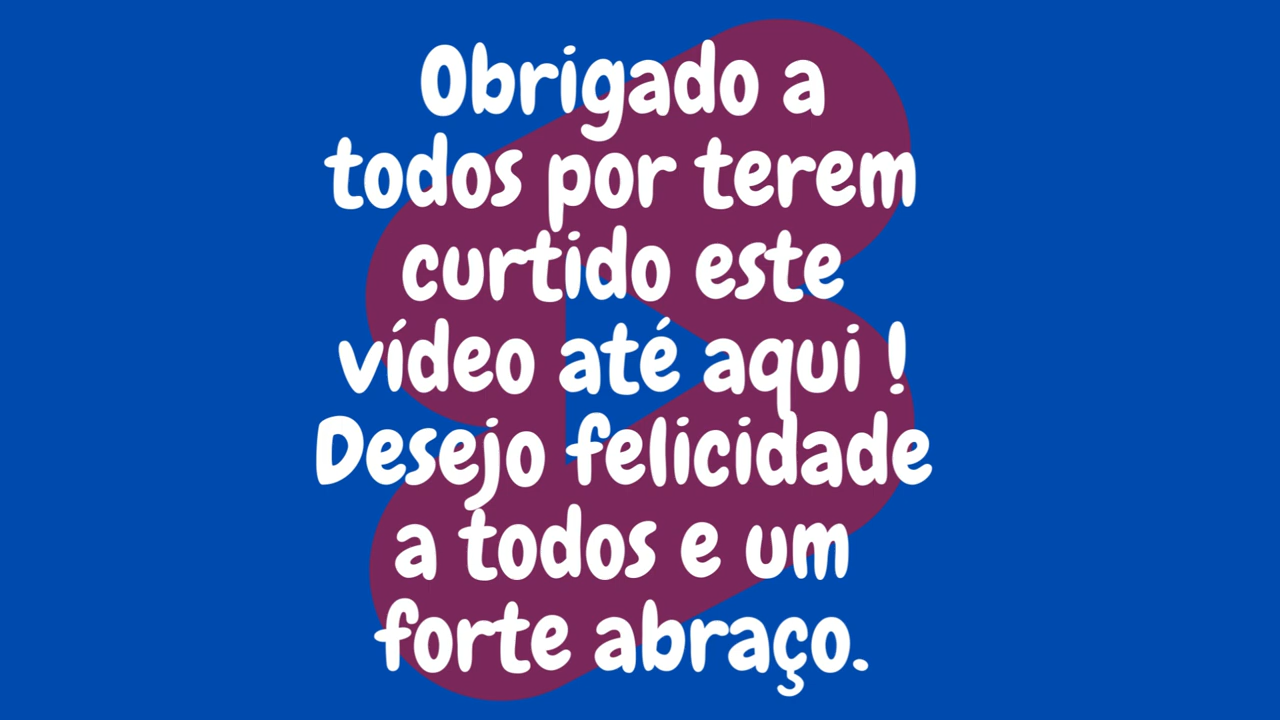 Obrigado a
todos por terem
curtido este
vídeo até aqui !
Desejo felicidade
a todos e um
forte abraço.